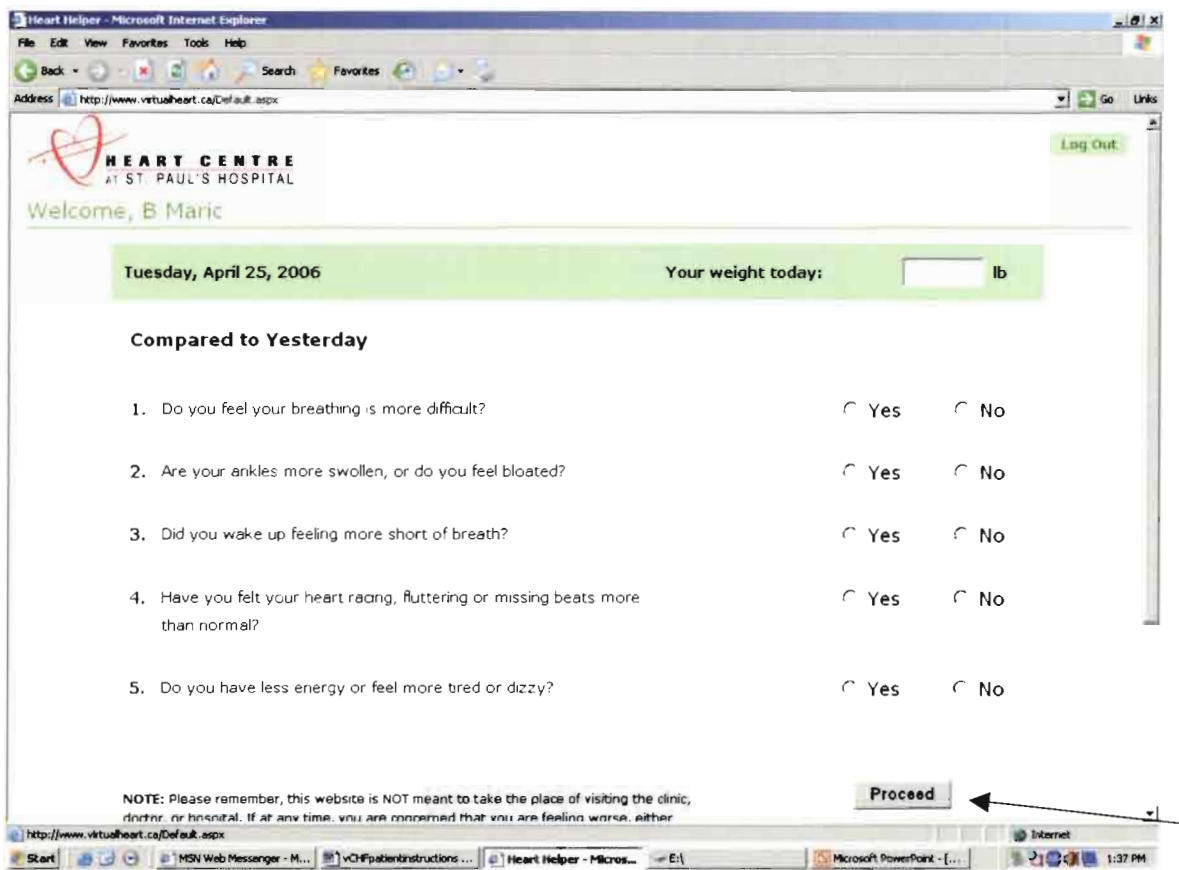 Heart Helper - Microsoft Internet Explorer
File Edit View Favorites Tools Help
Back Search Favorites
Address http://www.virtualheart.ca/Default.aspx Go Links
HEART CENTRE
AT ST. PAUL'S HOSPITAL
Log Out
Welcome, B Maric
Tuesday, April 25, 2006 Your weight today: lb
Compared to Yesterday
1. Do you feel your breathing is more difficult? Yes No
2. Are your ankles more swollen, or do you feel bloated? Yes No
3. Did you wake up feeling more short of breath? Yes No
4. Have you felt your heart racing, fluttering or missing beats more
than normal? Yes No
5. Do you have less energy or feel more tired or dizzy? Yes No
NOTE: Please remember, this website is NOT meant to take the place of visiting the clinic,
doctor, or hospital. If at any time, you are concerned that you are feeling worse, either
Proceed
http://www.virtualheart.ca/Default.aspx Internet
Start MSN Web Messenger - M... vCHFpatientinstructions ... Heart Helper - Micros... E:\ Microsoft PowerPoint - [... 1:37 PM